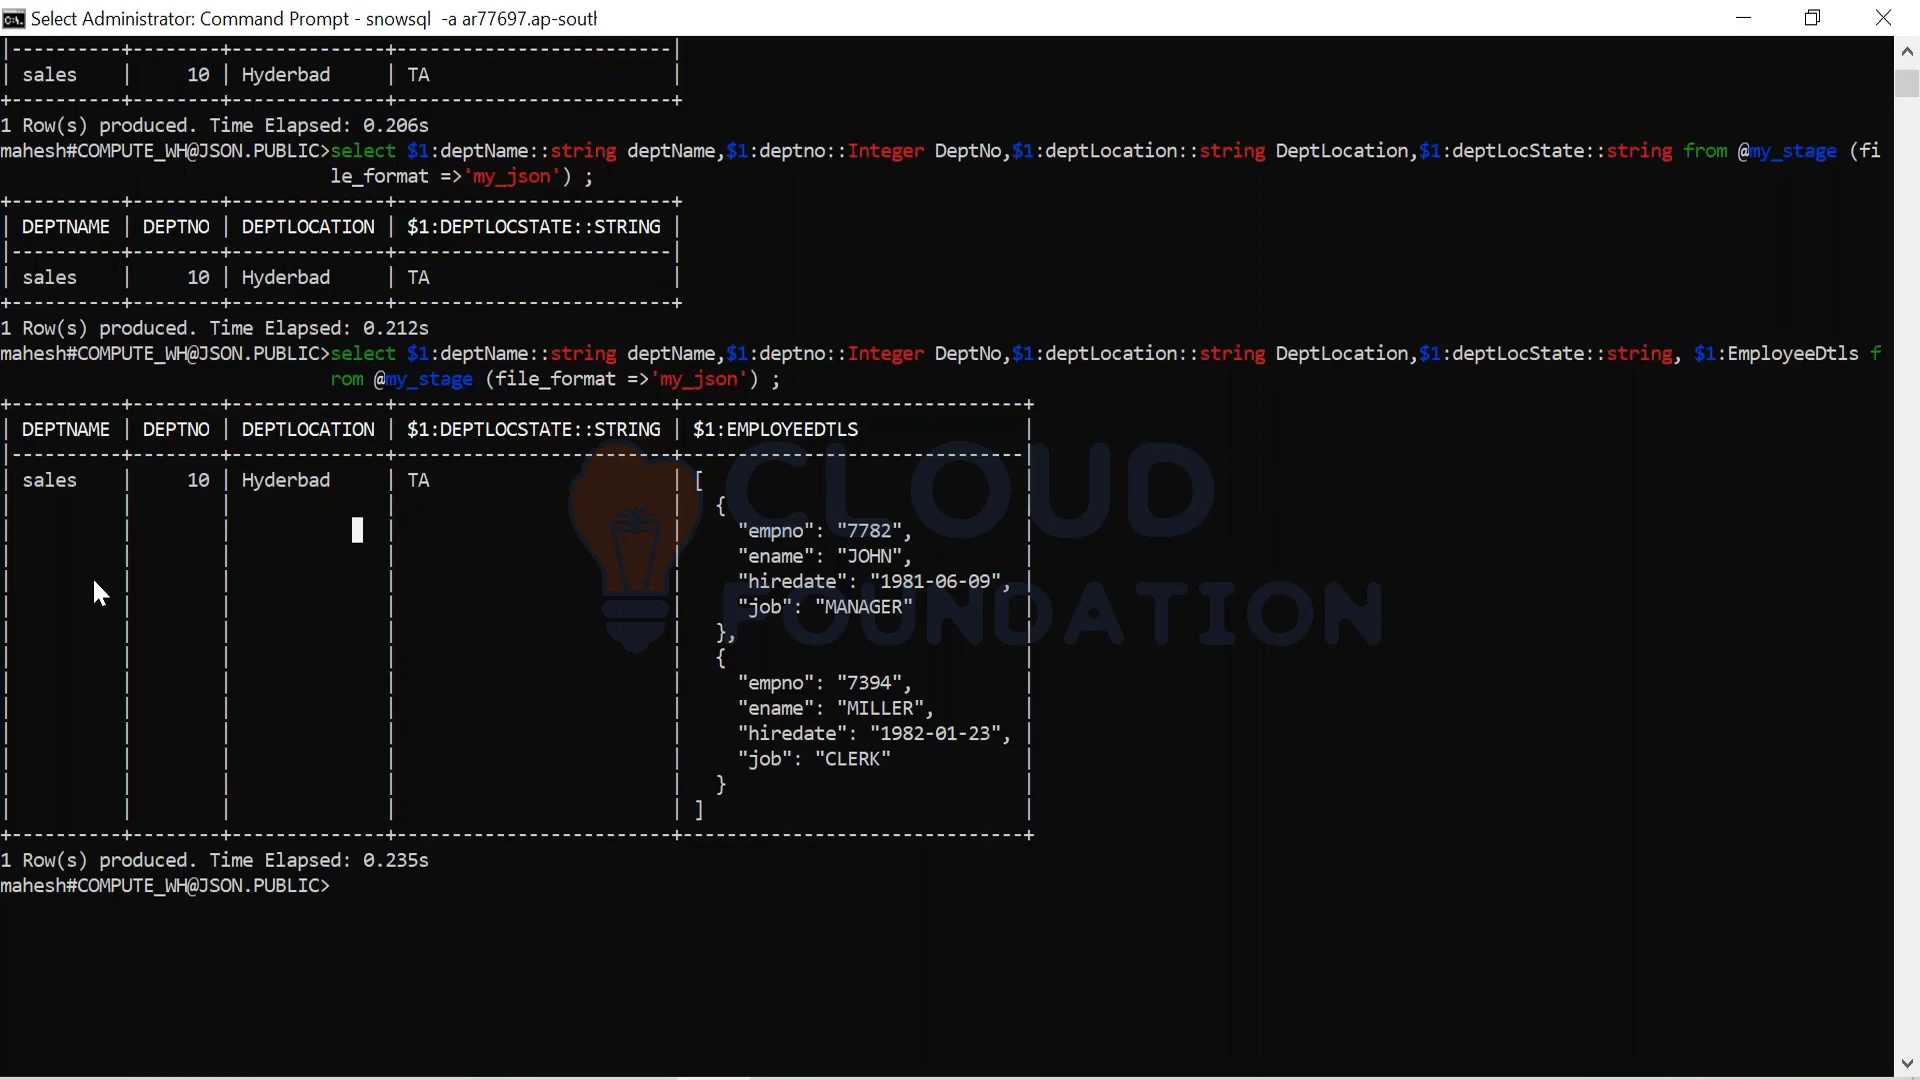 Select Administrator: Command Prompt - snowsql  -a ar77697.ap-south
|----------+--------+---------------+-------------------------|
| sales    |     10 | Hyderbad      | TA                      |
+----------+--------+---------------+-------------------------+
1 Row(s) produced. Time Elapsed: 0.206s
mahesh#COMPUTE_WH@JSON.PUBLIC>select $1:deptName::string deptName,$1:deptno::Integer DeptNo,$1:deptLocation::string DeptLocation,$1:deptLocState::string from @my_stage (fi
                              le_format =>'my_json') ;
+----------+--------+---------------+-------------------------+
| DEPTNAME | DEPTNO | DEPTLOCATION | $1:DEPTLOCSTATE::STRING |
|----------+--------+---------------+-------------------------|
| sales    |     10 | Hyderbad      | TA                      |
+----------+--------+---------------+-------------------------+
1 Row(s) produced. Time Elapsed: 0.212s
mahesh#COMPUTE_WH@JSON.PUBLIC>select $1:deptName::string deptName,$1:deptno::Integer DeptNo,$1:deptLocation::string DeptLocation,$1:deptLocState::string, $1:EmployeeDtls f
                              rom @my_stage (file_format =>'my_json') ;
+----------+--------+---------------+-------------------------+-------------------------------+
| DEPTNAME | DEPTNO | DEPTLOCATION | $1:DEPTLOCSTATE::STRING | $1:EMPLOYEEDTLS               |
|----------+--------+---------------+-------------------------+-------------------------------|
| sales    |     10 | Hyderbad      | TA                      | [                             |
{
"empno": "7782",
"ename": "JOHN",
"hiredate": "1981-06-09",
"job": "MANAGER"
},
{
"empno": "7394",
"ename": "MILLER",
"hiredate": "1982-01-23",
"job": "CLERK"
}
]
+----------+--------+---------------+-------------------------+-------------------------------+
1 Row(s) produced. Time Elapsed: 0.235s
mahesh#COMPUTE_WH@JSON.PUBLIC>
CLOUD
FOUNDATION